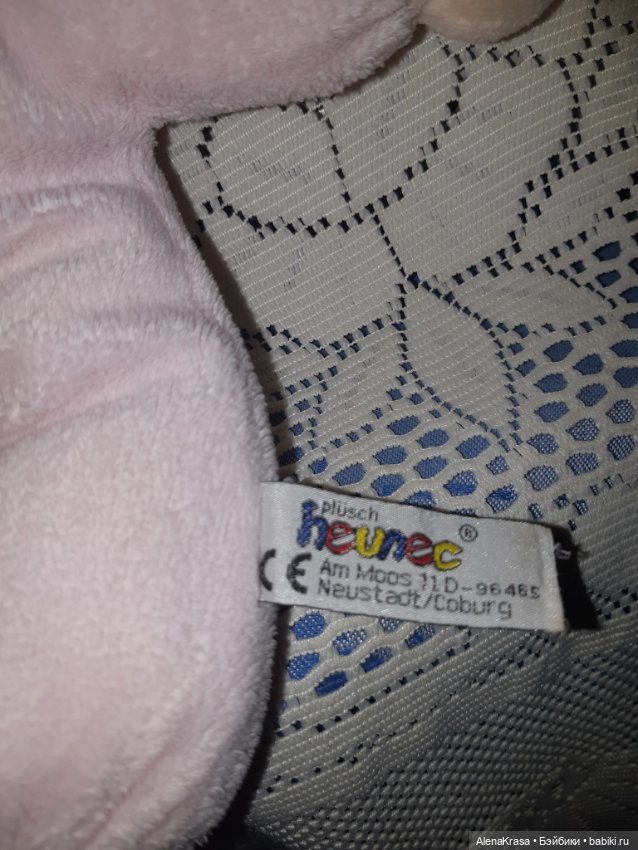 plüsch
heunec®
CE Am Moos 11 D-96465
Neustadt/Coburg
AlenaKrasa • Бэйбики • babiki.ru